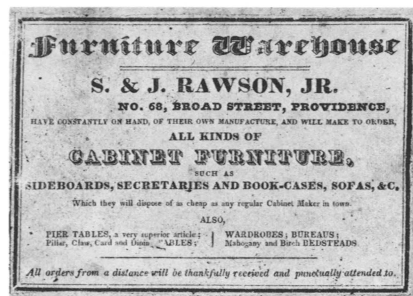 Furniture Warehouse
S. & J. RAWSON, JR.
NO. 68, BROAD STREET, PROVIDENCE,
HAVE CONSTANTLY ON HAND, OF THEIR OWN MANUFACTURE, AND WILL MAKE TO ORDER,
ALL KINDS OF
CABINET FURNITURE,
SUCH AS
SIDEBOARDS, SECRETARIES AND BOOK-CASES, SOFAS, &C.
Which they will dispose of as cheap as any regular Cabinet Maker in town.
ALSO,
PIER TABLES, a very superior article;
Pillar, Claw, Card and Dinin TABLES;
WARDROBES; BUREAUS;
Mahogany and Birch BEDSTEADS
All orders from a distance will be thankfully received and punctually attended to.